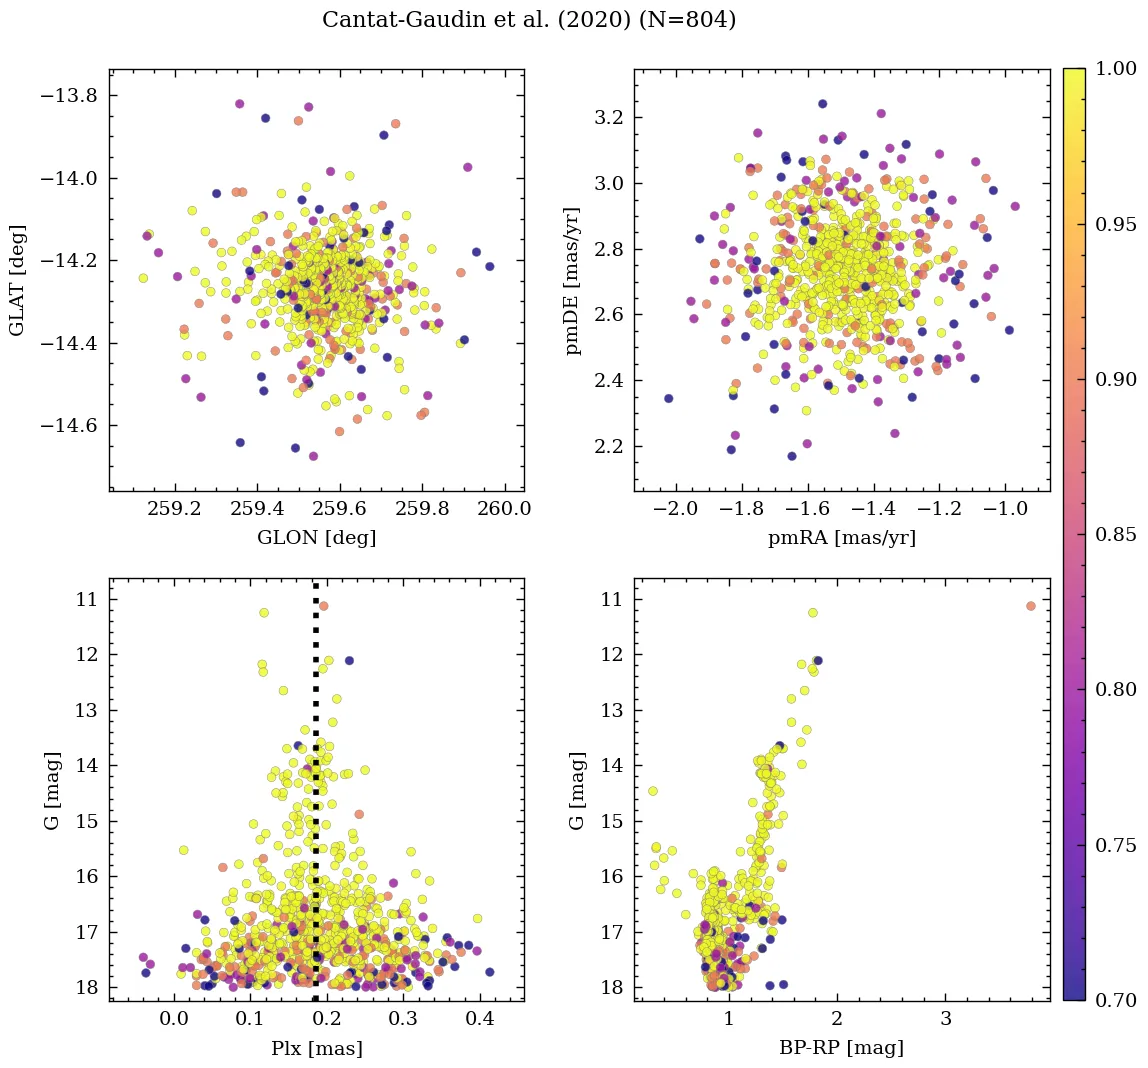 Cantat-Gaudin et al. (2020) (N=804)
−13.8
−14.0
−14.2
−14.4
−14.6
GLAT [deg]
259.2 259.4 259.6 259.8 260.0
GLON [deg]
3.2
3.0
2.8
2.6
2.4
2.2
pmDE [mas/yr]
−2.0 −1.8 −1.6 −1.4 −1.2 −1.0
pmRA [mas/yr]
11
12
13
14
15
16
17
18
G [mag]
0.0 0.1 0.2 0.3 0.4
Plx [mas]
11
12
13
14
15
16
17
18
G [mag]
1 2 3
BP-RP [mag]
1.00
0.95
0.90
0.85
0.80
0.75
0.70